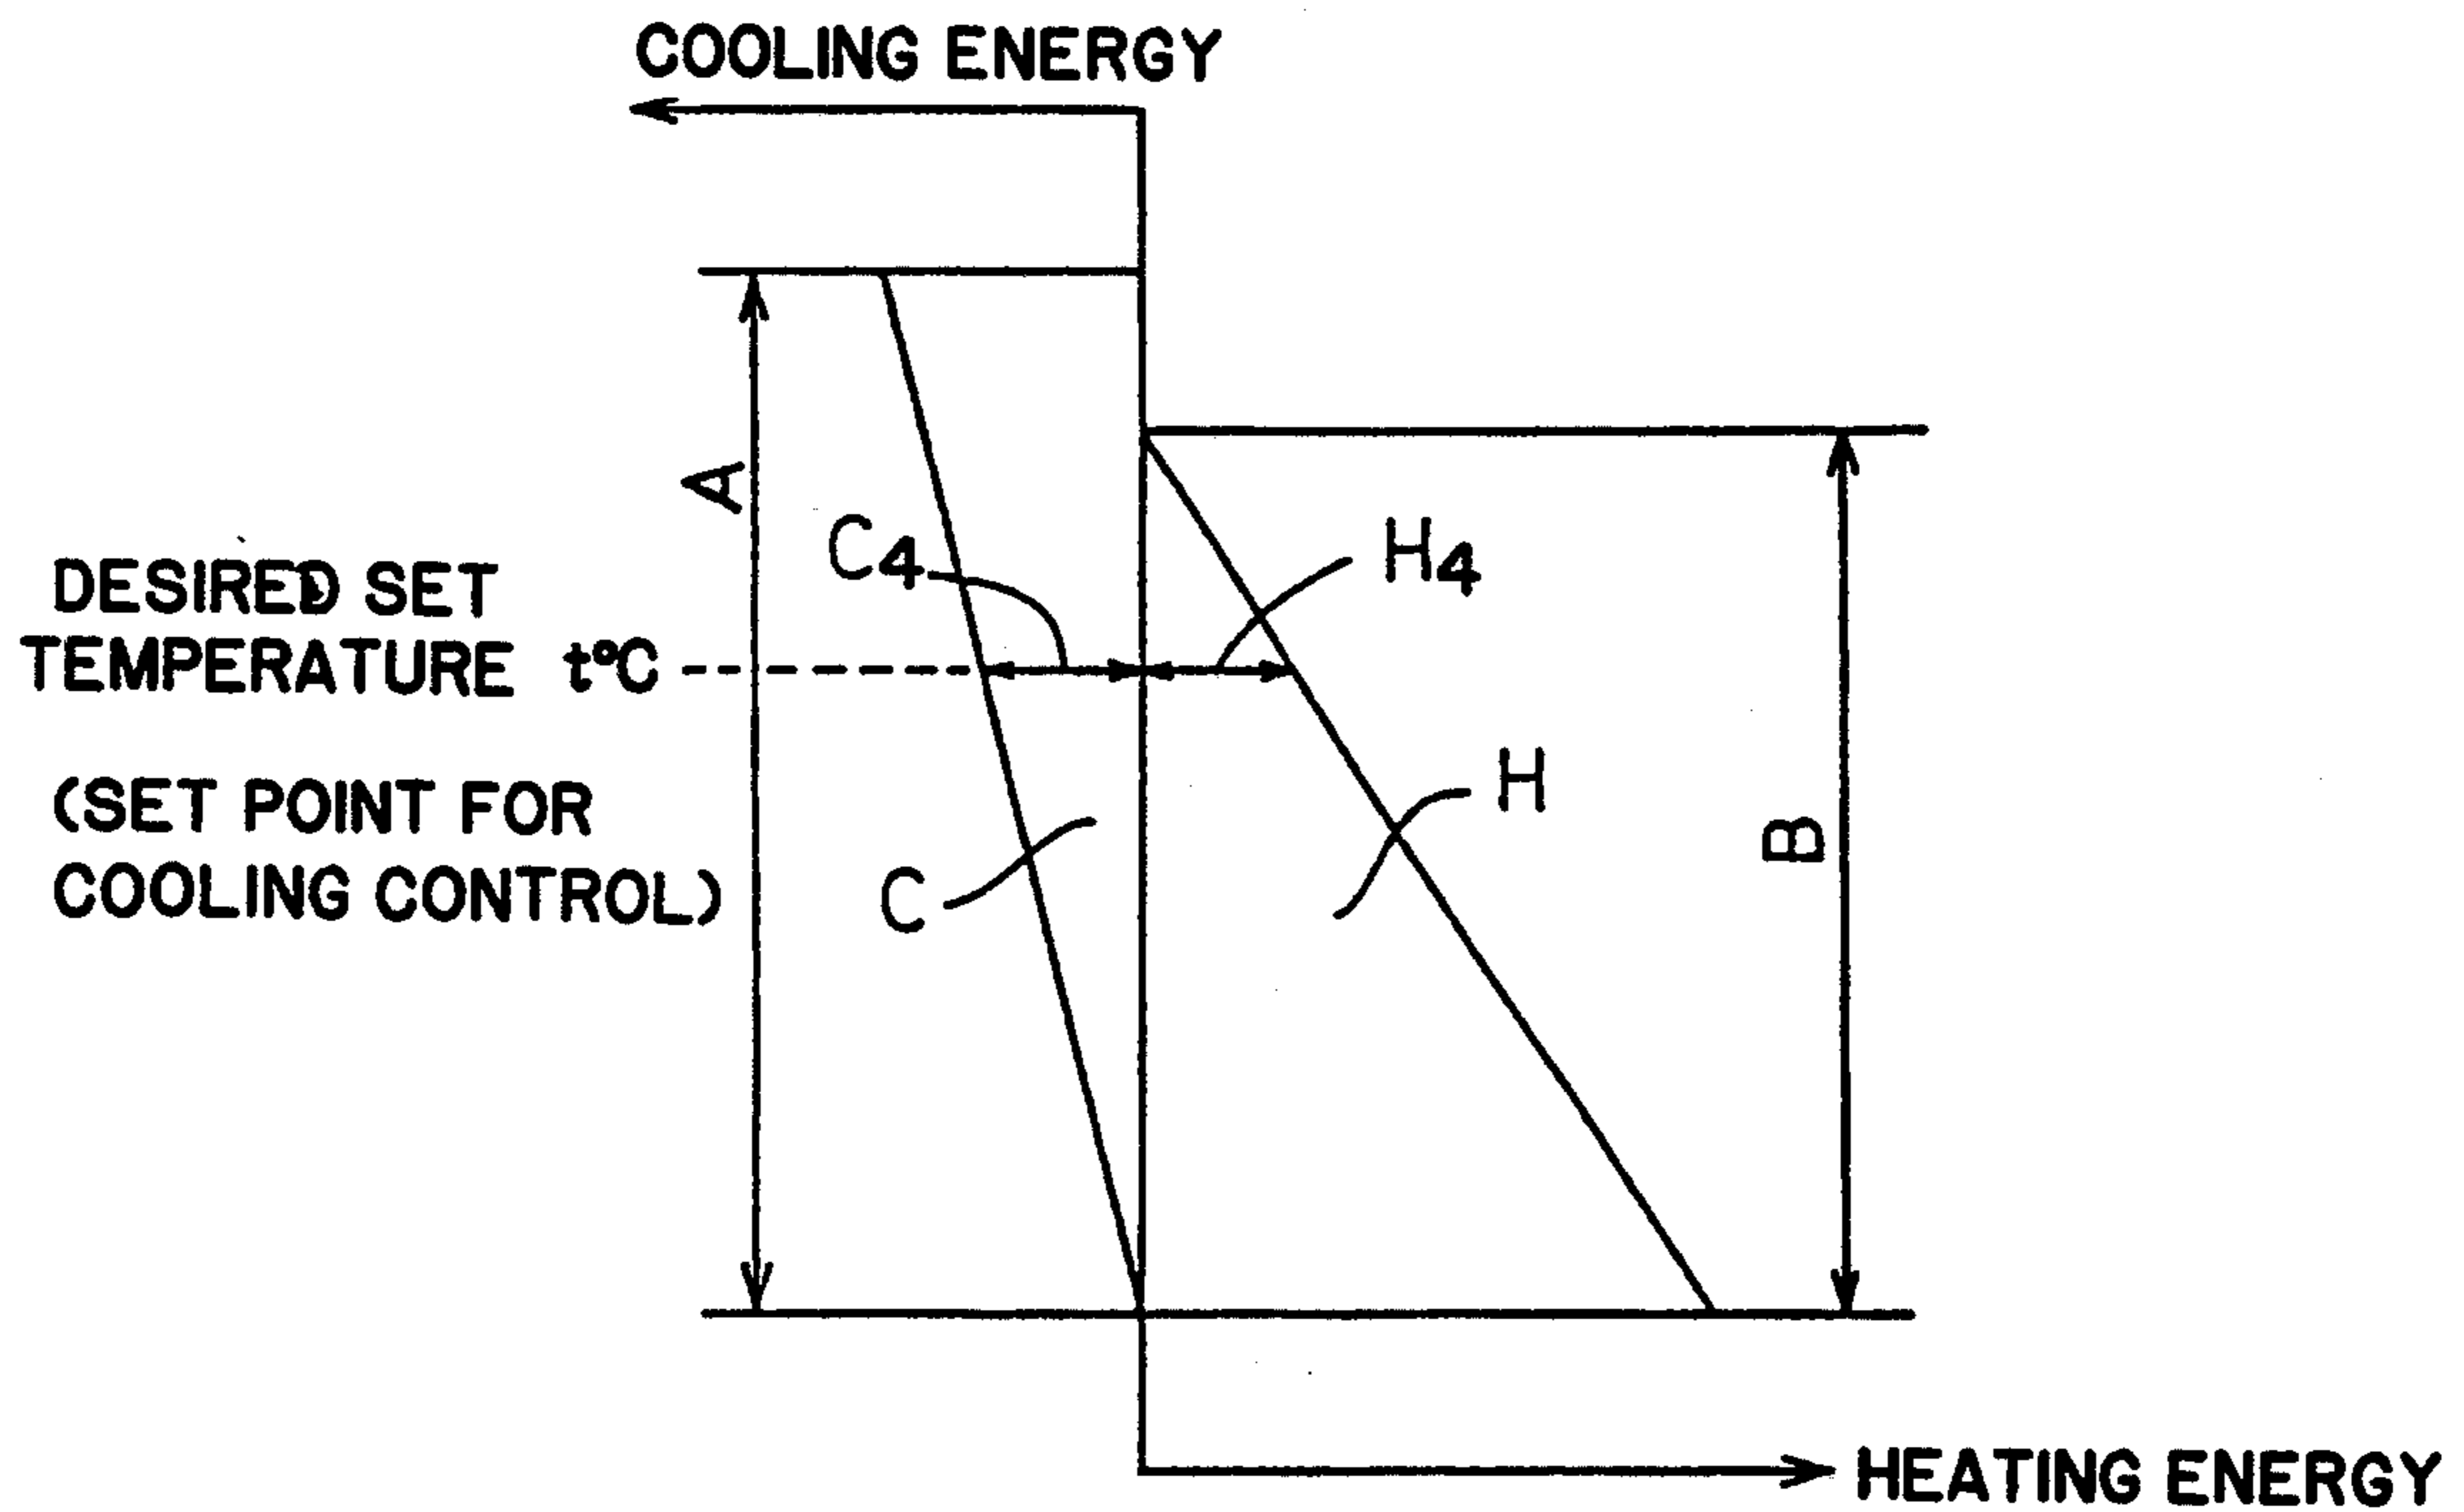 COOLING ENERGY
A
C4
H4
DESIRED SET
TEMPERATURE t°C
H
(SET POINT FOR
COOLING CONTROL)
B
C
HEATING ENERGY